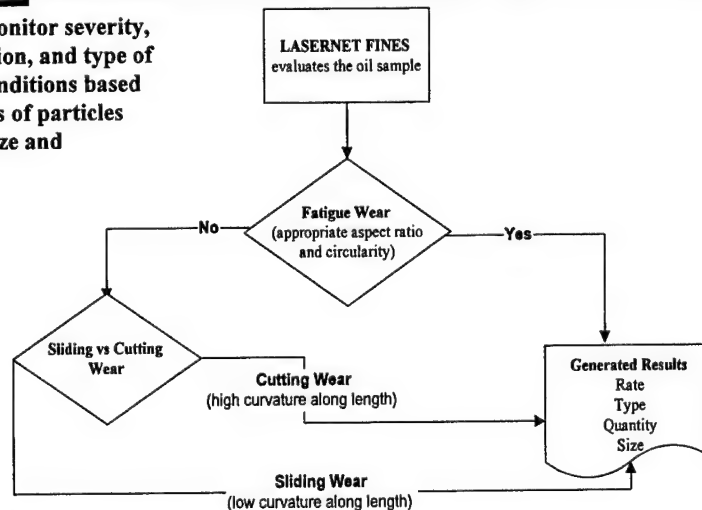 onitor severity,
ion, and type of
nditions based
s of particles
ze and
LASERNET FINES
evaluates the oil sample
Fatigue Wear
(appropriate aspect ratio
and circularity)
No
Yes
Sliding vs Cutting
Wear
Cutting Wear
(high curvature along length)
Generated Results
Rate
Type
Quantity
Size
Sliding Wear
(low curvature along length)